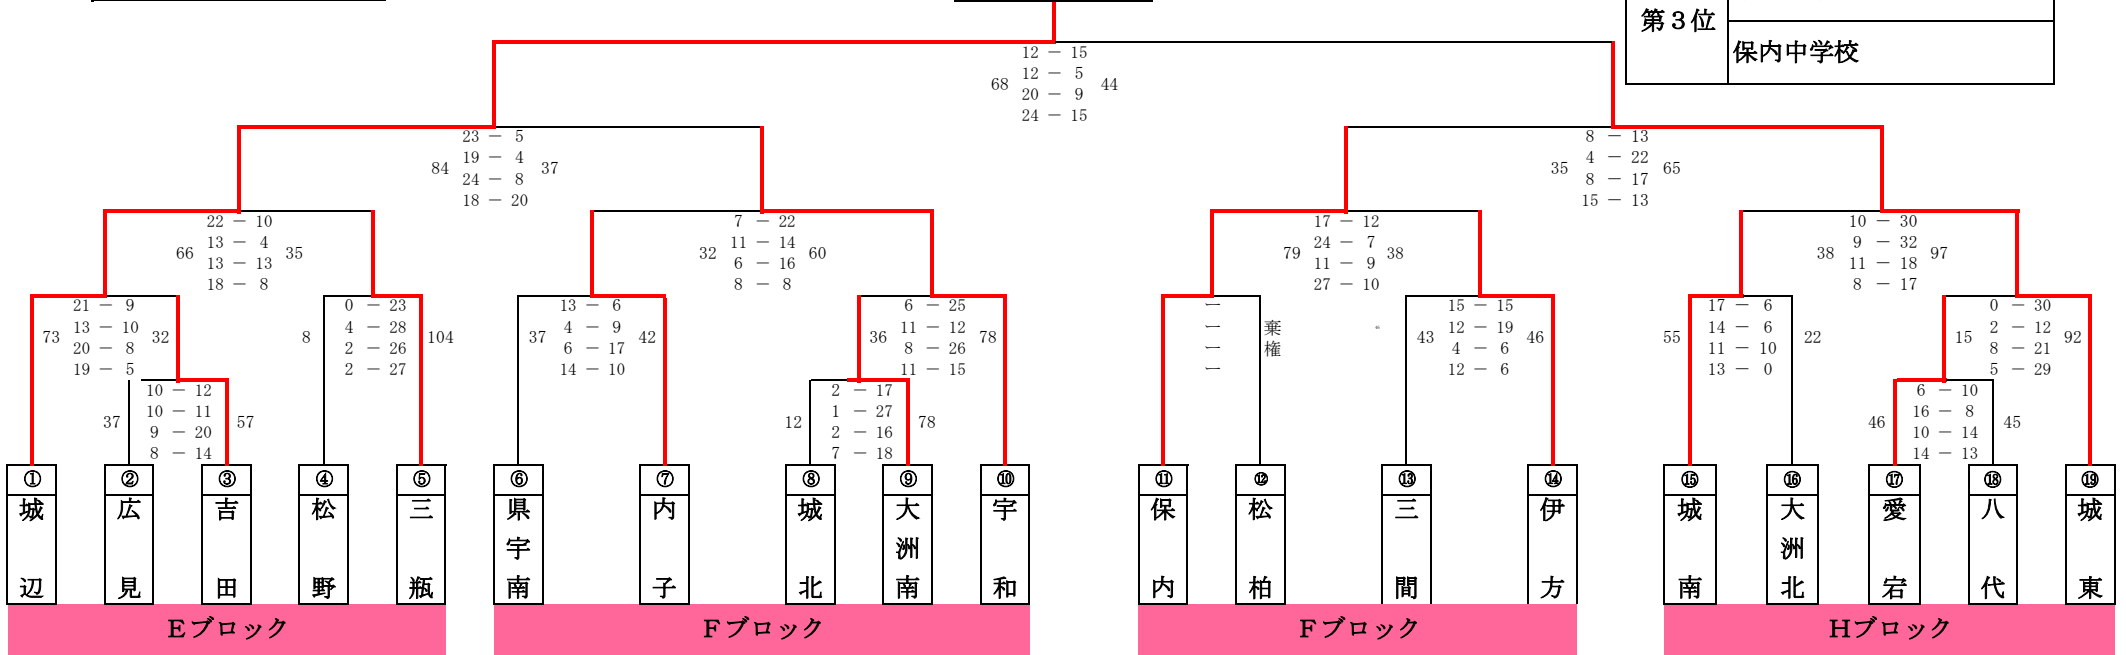 第３位
保内中学校
12 － 15
12 － 5
20 － 9
24 － 15
68
44
23 － 5
19 － 4
24 － 8
18 － 20
84
37
8 － 13
4 － 22
8 － 17
15 － 13
35
65
22 － 10
13 － 4
13 － 13
18 － 8
66
35
7 － 22
11 － 14
6 － 16
8 － 8
32
60
17 － 12
24 － 7
11 － 9
27 － 10
79
38
10 － 30
9 － 32
11 － 18
8 － 17
38
97
21 － 9
13 － 10
20 － 8
19 － 5
73
32
0 － 23
4 － 28
2 － 26
2 － 27
8
104
13 － 6
4 － 9
6 － 17
14 － 10
37
42
6 － 25
11 － 12
8 － 26
11 － 15
36
78
－
－
－
－
棄権
15 － 15
12 － 19
4 － 6
12 － 6
43
46
17 － 6
14 － 6
11 － 10
13 － 0
55
22
0 － 30
2 － 12
8 － 21
5 － 29
15
92
10 － 12
10 － 11
9 － 20
8 － 14
37
57
2 － 17
1 － 27
2 － 16
7 － 18
12
78
6 － 10
16 － 8
10 － 14
14 － 13
46
45
① 城辺
② 広見
③ 吉田
④ 松野
⑤ 三瓶
⑥ 県宇南
⑦ 内子
⑧ 城北
⑨ 大洲南
⑩ 宇和
⑪ 保内
⑫ 松柏
⑬ 三間
⑭ 伊方
⑮ 城南
⑯ 大洲北
⑰ 愛宕
⑱ 八代
⑲ 城東
Ｅブロック
Ｆブロック
Ｆブロック
Ｈブロック